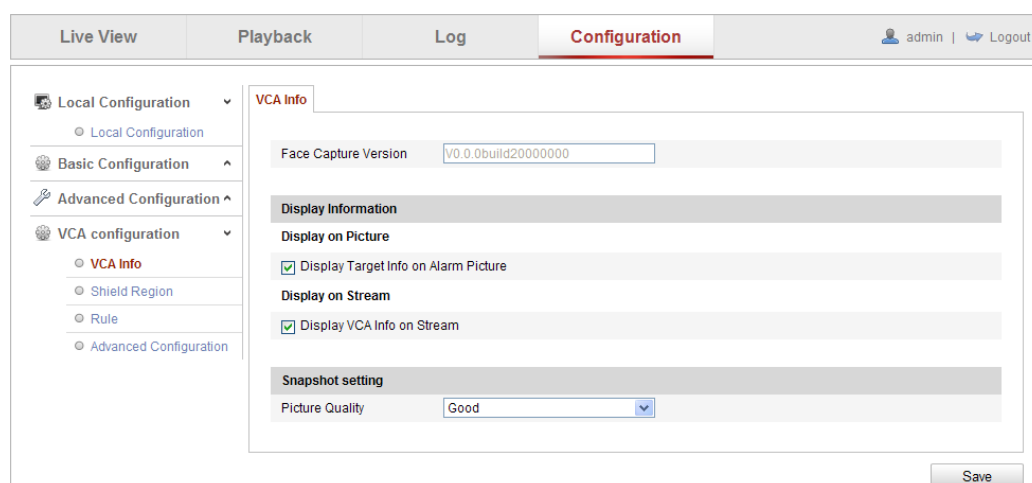 Live View Playback Log Configuration admin | Logout
Local Configuration
Local Configuration
Basic Configuration
Advanced Configuration
VCA configuration
VCA Info
Shield Region
Rule
Advanced Configuration
VCA Info
Face Capture Version V0.0.0build20000000
Display Information
Display on Picture
Display Target Info on Alarm Picture
Display on Stream
Display VCA Info on Stream
Snapshot setting
Picture Quality Good
Save